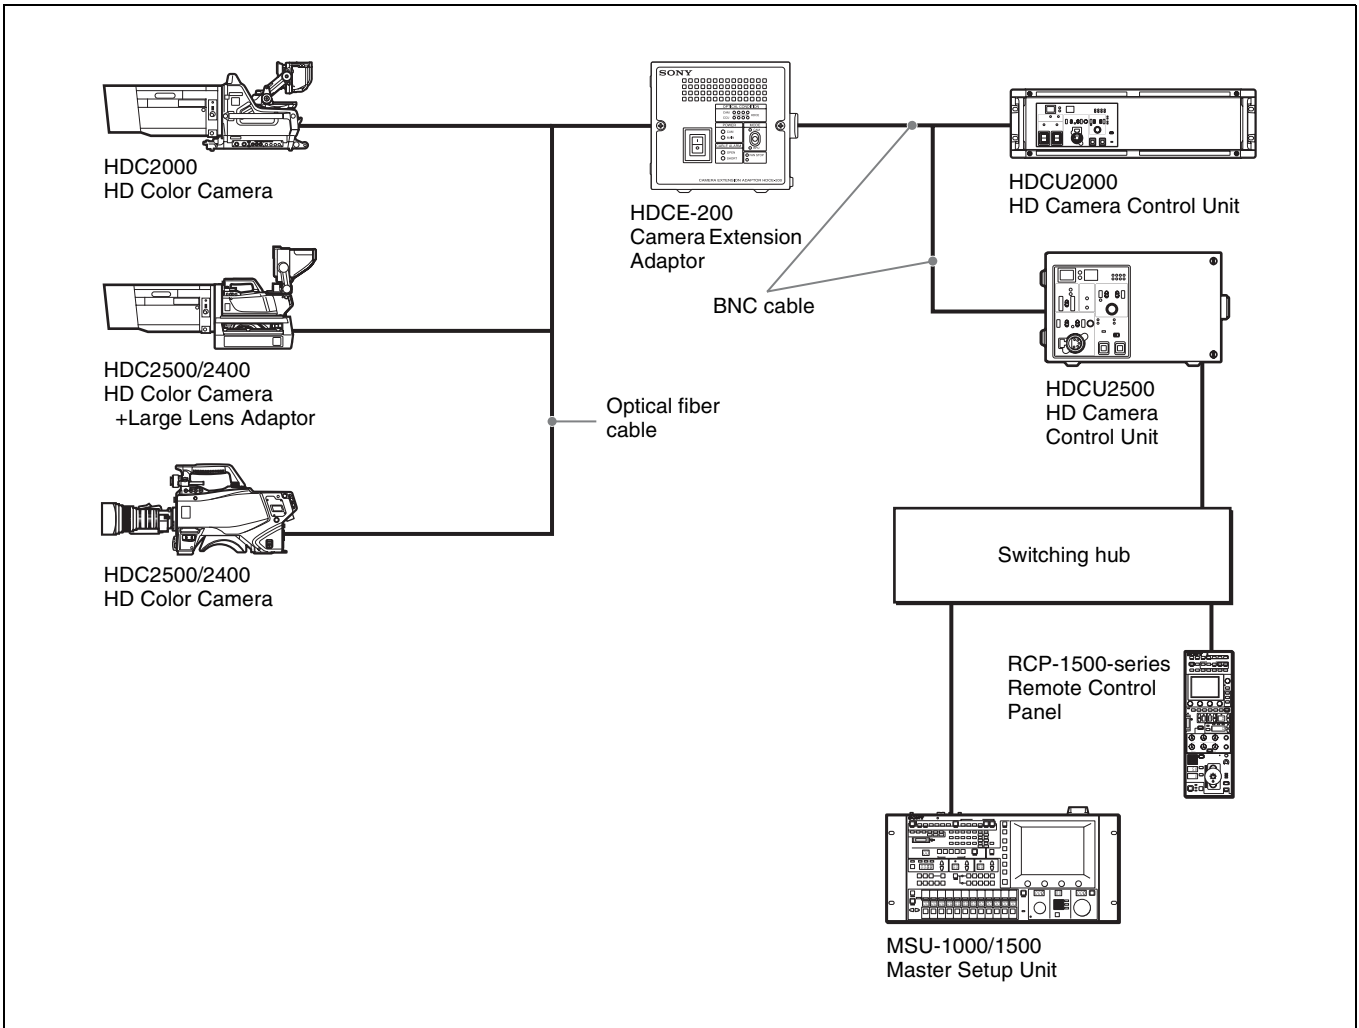 SONY
HDC2000
HD Color Camera
HDCE-200
Camera Extension
Adaptor
HDCU2000
HD Camera Control Unit
BNC cable
HDC2500/2400
HD Color Camera
+Large Lens Adaptor
Optical fiber
cable
HDCU2500
HD Camera
Control Unit
HDC2500/2400
HD Color Camera
Switching hub
RCP-1500-series
Remote Control
Panel
MSU-1000/1500
Master Setup Unit